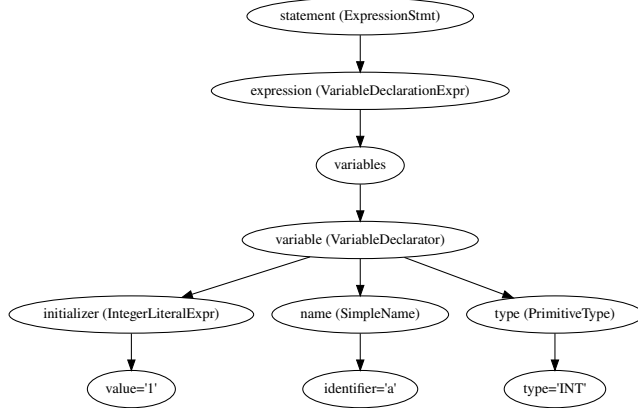 statement (ExpressionStmt)
expression (VariableDeclarationExpr)
variables
variable (VariableDeclarator)
initializer (IntegerLiteralExpr)
name (SimpleName)
type (PrimitiveType)
value='1'
identifier='a'
type='INT'